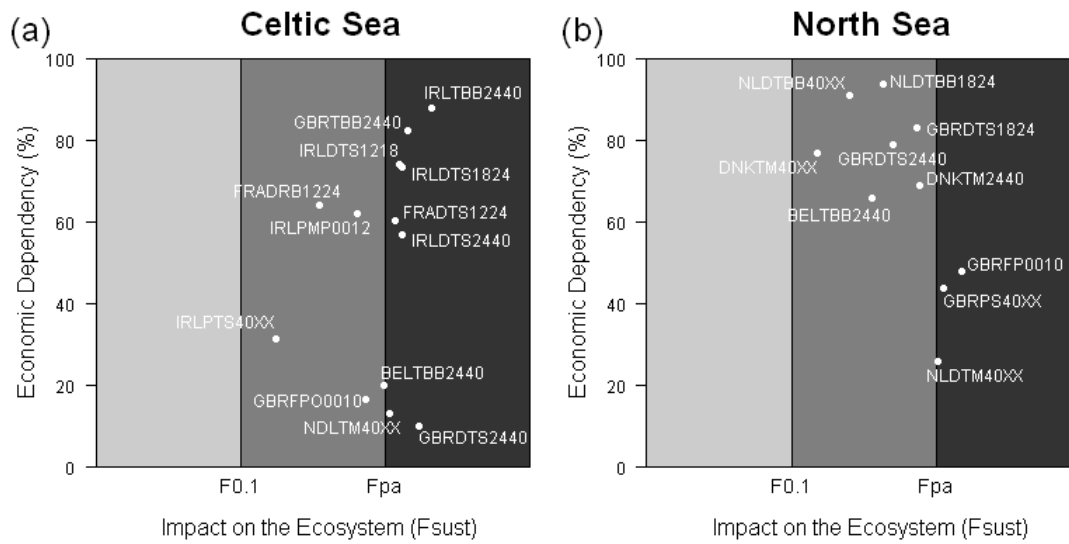 (a) Celtic Sea
Economic Dependency (%)
100
80
60
40
20
0
IRLTBB2440
GBRTBB2440
IRLDTS1218
IRLDTS1824
FRADRB1224
FRADTS1224
IRLPMP0012
IRLDTS2440
IRLPTS40XX
BELTBB2440
GBRFPO0010
NDLTM40XX
GBRDTS2440
F0.1 Fpa
Impact on the Ecosystem (Fsust)
(b) North Sea
Economic Dependency (%)
100
80
60
40
20
0
NLDTBB40XX
NLDTBB1824
GBRDTS1824
GBRDTS2440
DNKTM40XX
DNKTM2440
BELTBB2440
GBRFP0010
GBRPS40XX
NLDTM40XX
F0.1 Fpa
Impact on the Ecosystem (Fsust)